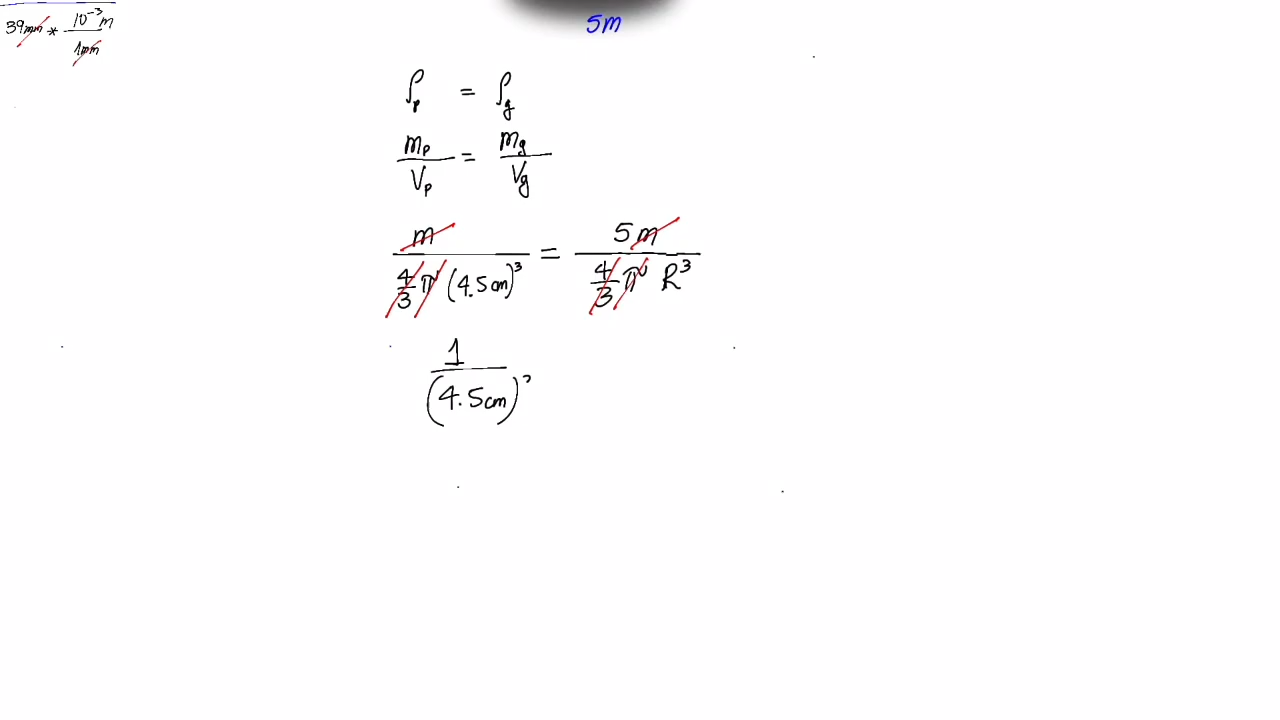 39mm * 10⁻³m / 1mm
5m
ρp = ρg
mp / Vp = mg / Vg
m / (4/3 π (4.5cm)³) = 5m / (4/3 π R³)
1 / (4.5cm)